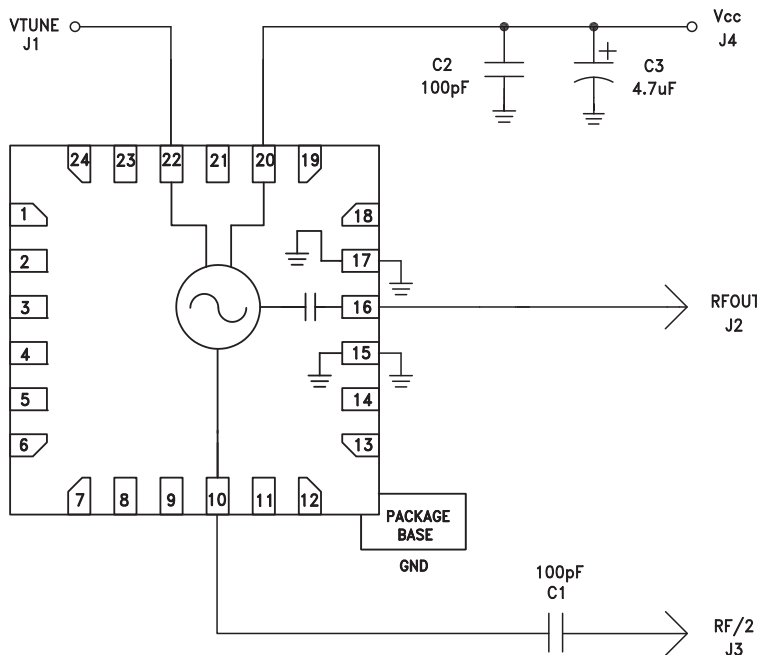 VTUNE
J1
Vcc
J4
C2
100pF
+
C3
4.7uF
24 23 22 21 20 19
1
2
3
4
5
6
18
17
16
15
14
13
RFOUT
J2
7 8 9 10 11 12
PACKAGE
BASE
GND
100pF
C1
RF/2
J3